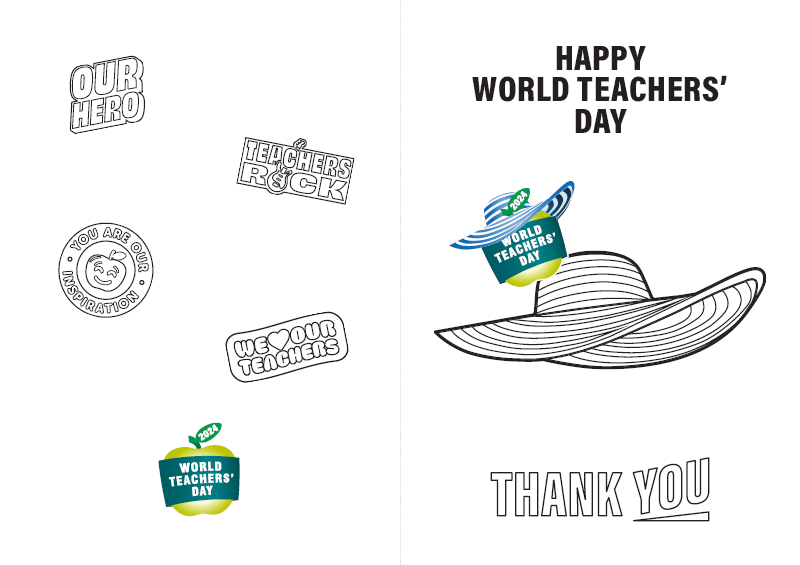 OUR
HERO
TEACHERS
ROCK
YOU ARE OUR
INSPIRATION
WE OUR
TEACHERS
2024
WORLD
TEACHERS'
DAY
HAPPY
WORLD TEACHERS’
DAY
2024
WORLD
TEACHERS'
DAY
THANK YOU